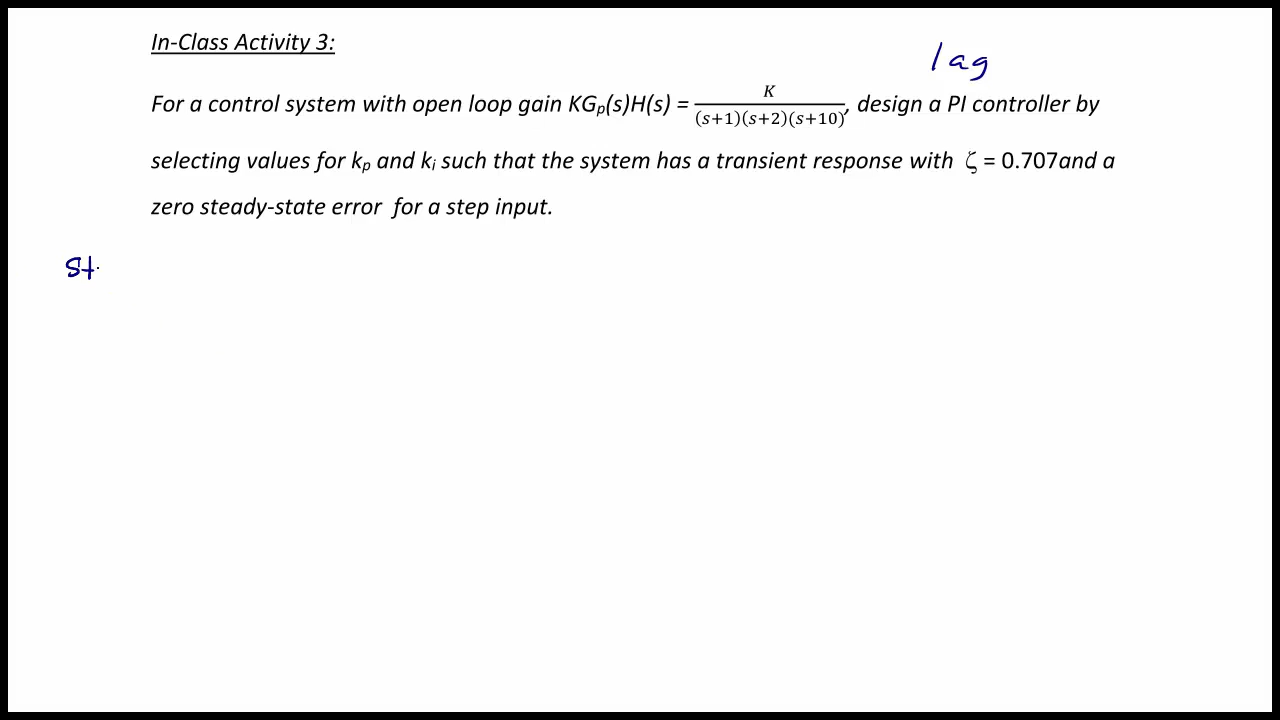 In-Class Activity 3:
lag
For a control system with open loop gain KGₚ(s)H(s) = K/((s+1)(s+2)(s+10)), design a PI controller by
selecting values for kₚ and kᵢ such that the system has a transient response with ζ = 0.707and a
zero steady-state error for a step input.
St